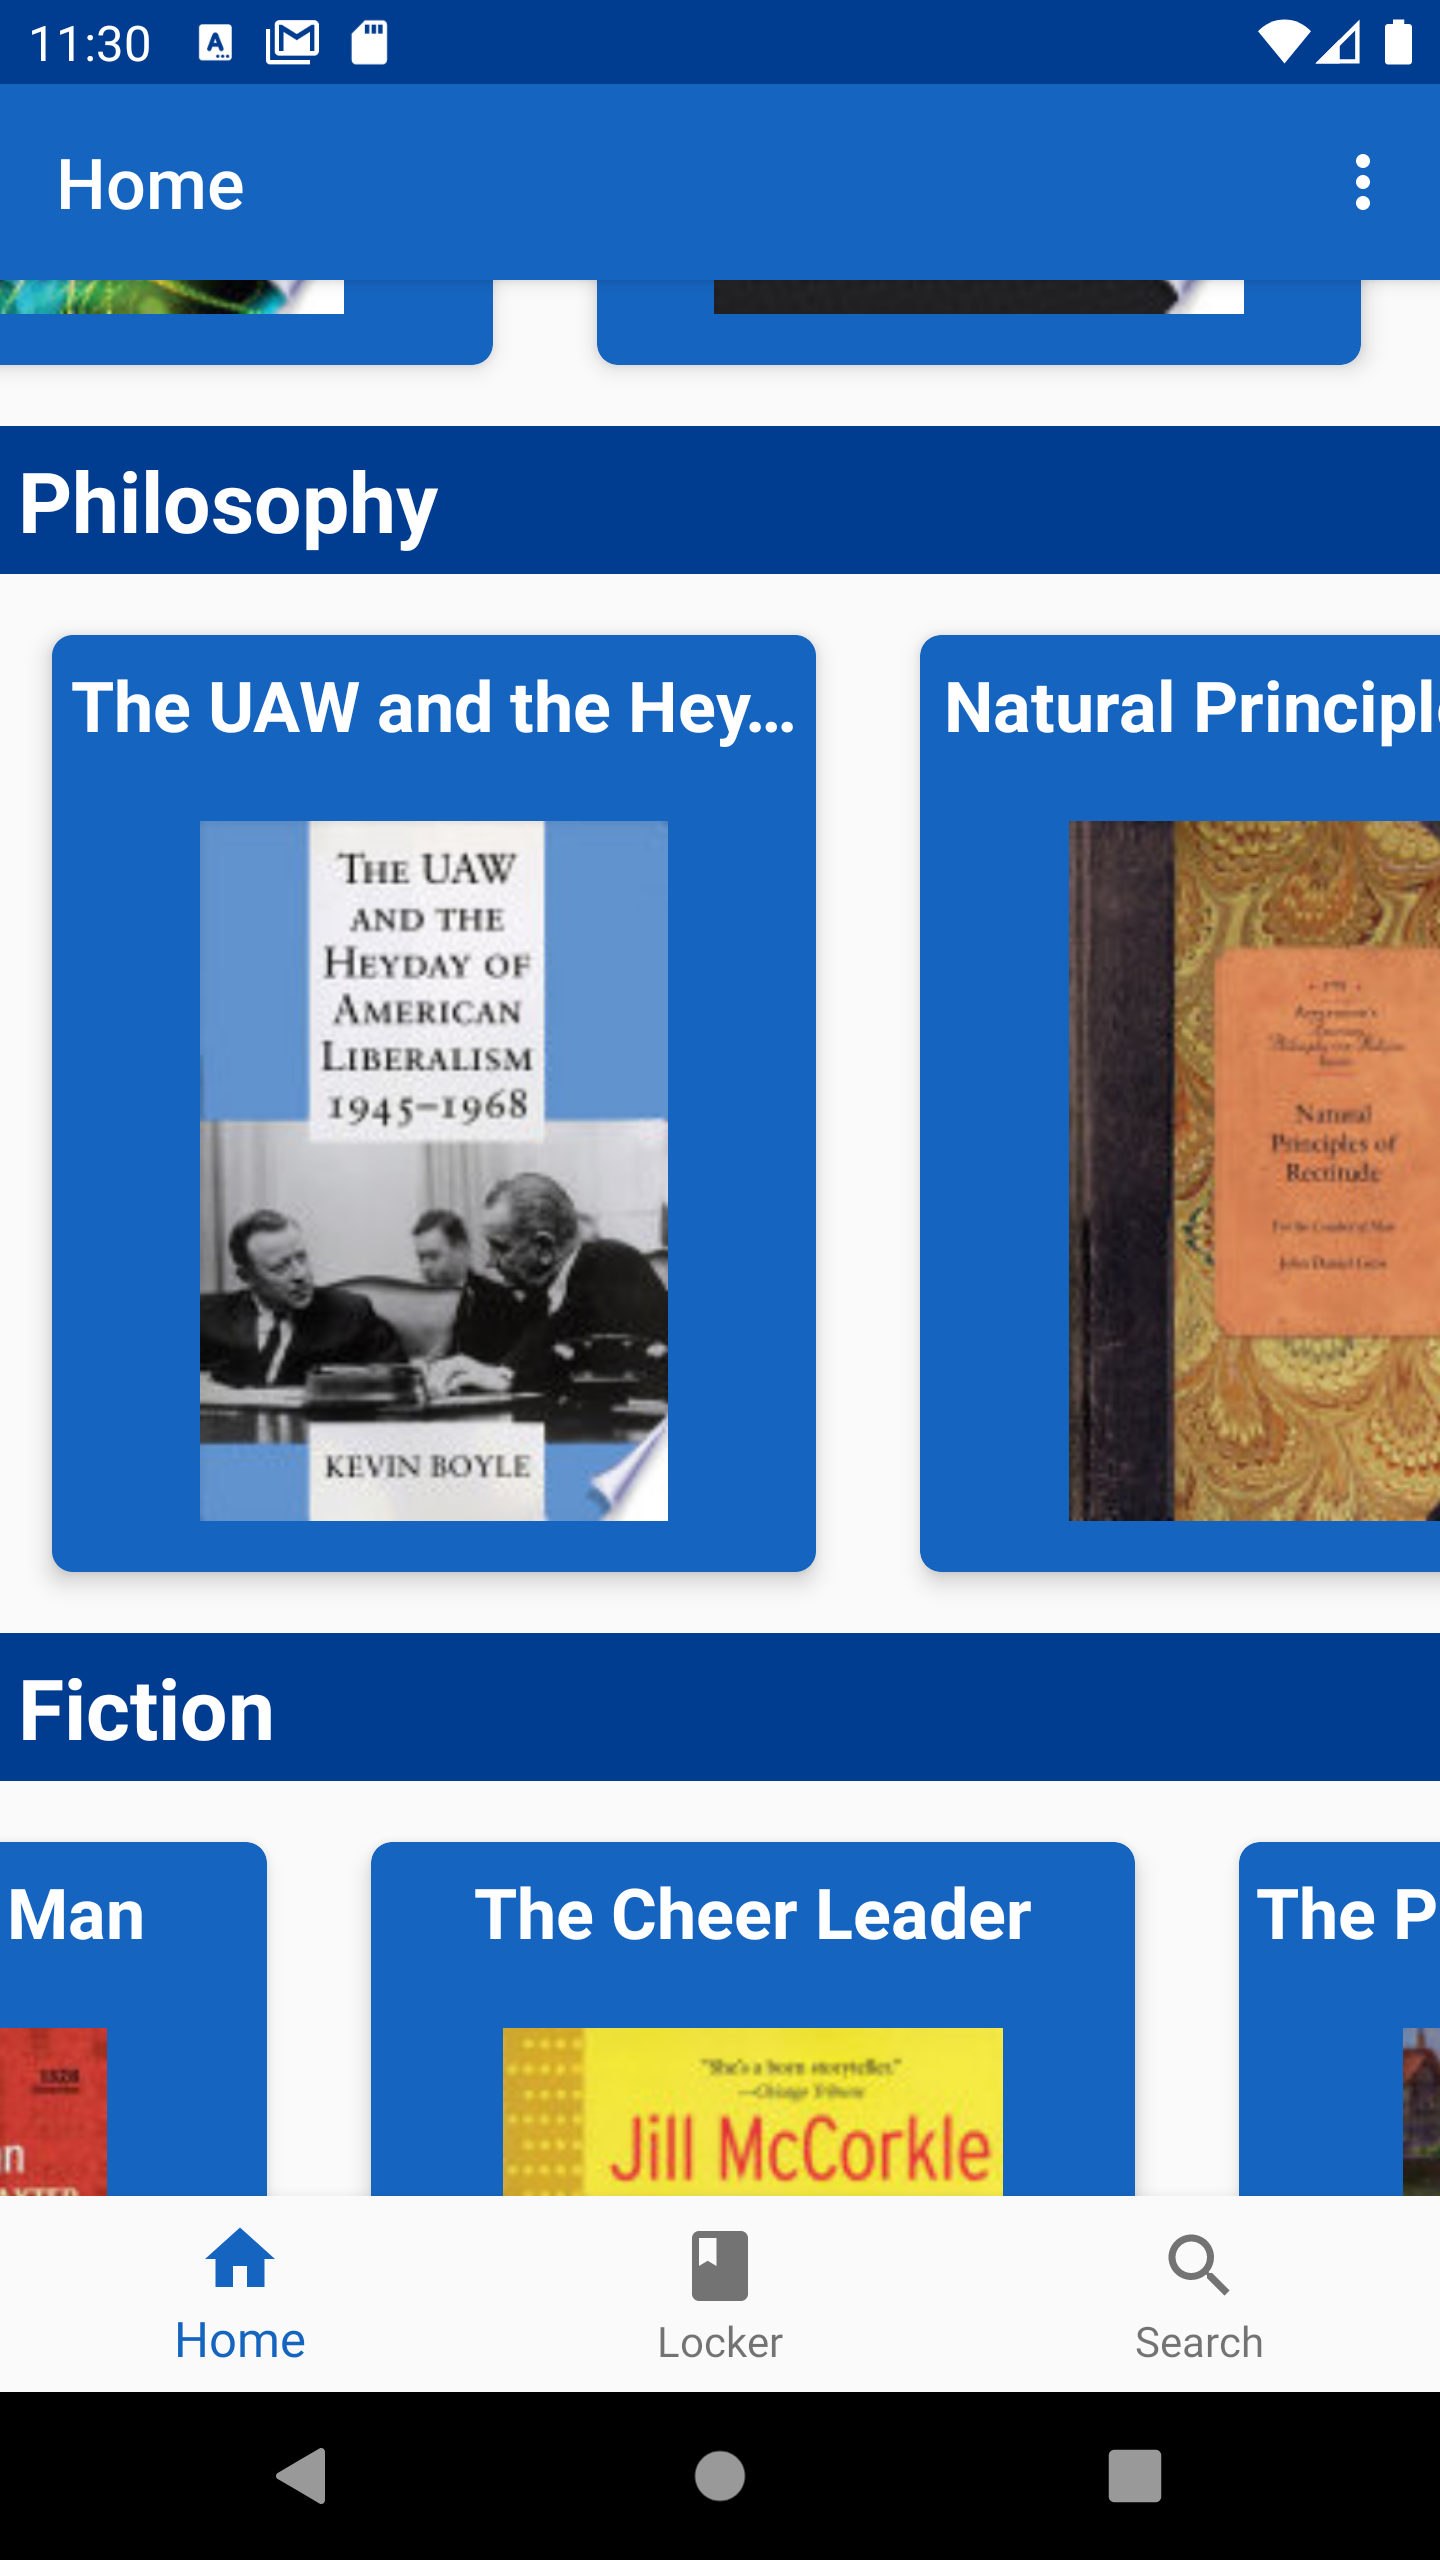 11:30
Home
Philosophy
The UAW and the Hey...
Natural Principl
THE UAW
AND THE
HEYDAY OF
AMERICAN
LIBERALISM
1945–1968
KEVIN BOYLE
Natural
Principles of
Rectitude
Fiction
Man
The Cheer Leader
The P
"She's a born storyteller."
—Chicago Tribune
Jill McCorkle
Home
Locker
Search